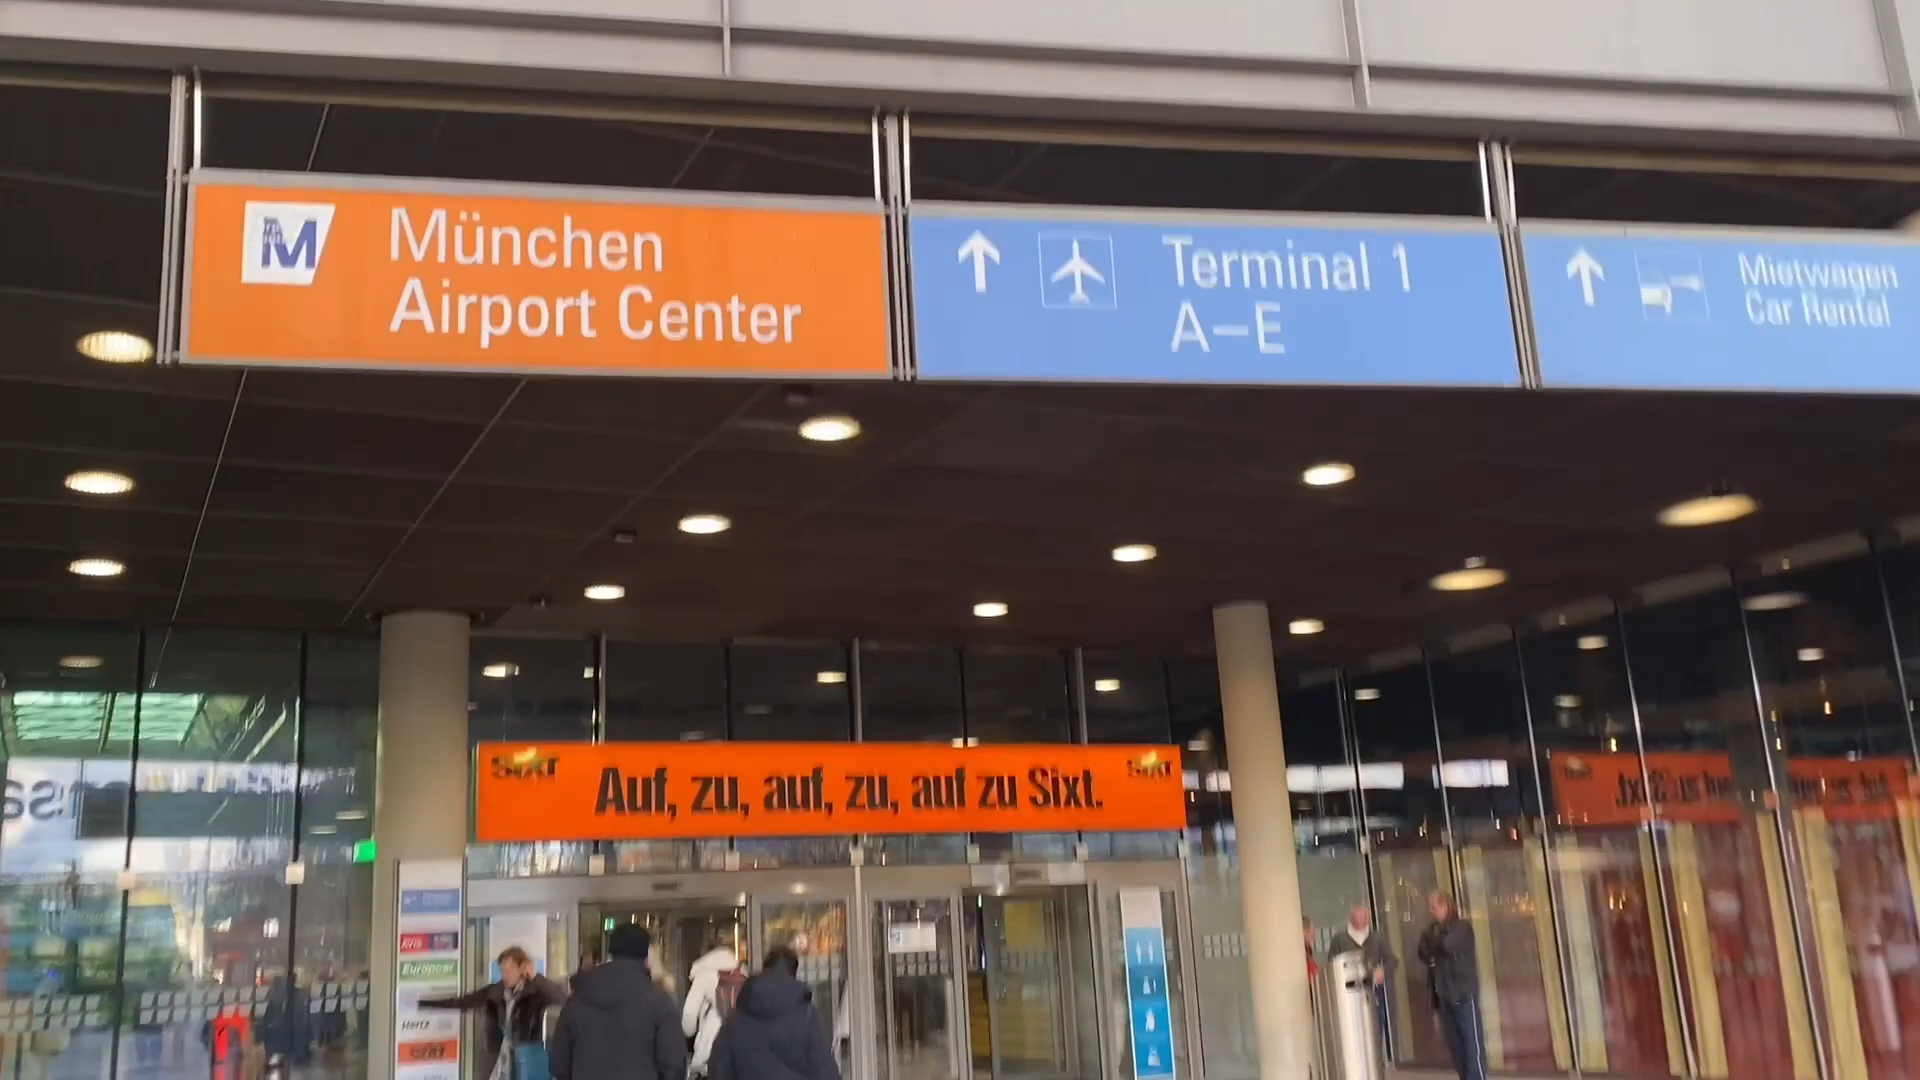 M
München
Airport Center
Terminal 1
A–E
Mietwagen
Car Rental
SIXT
Auf, zu, auf, zu, auf zu Sixt.
SIXT
AVIS
Europcar
Hertz
SIXT